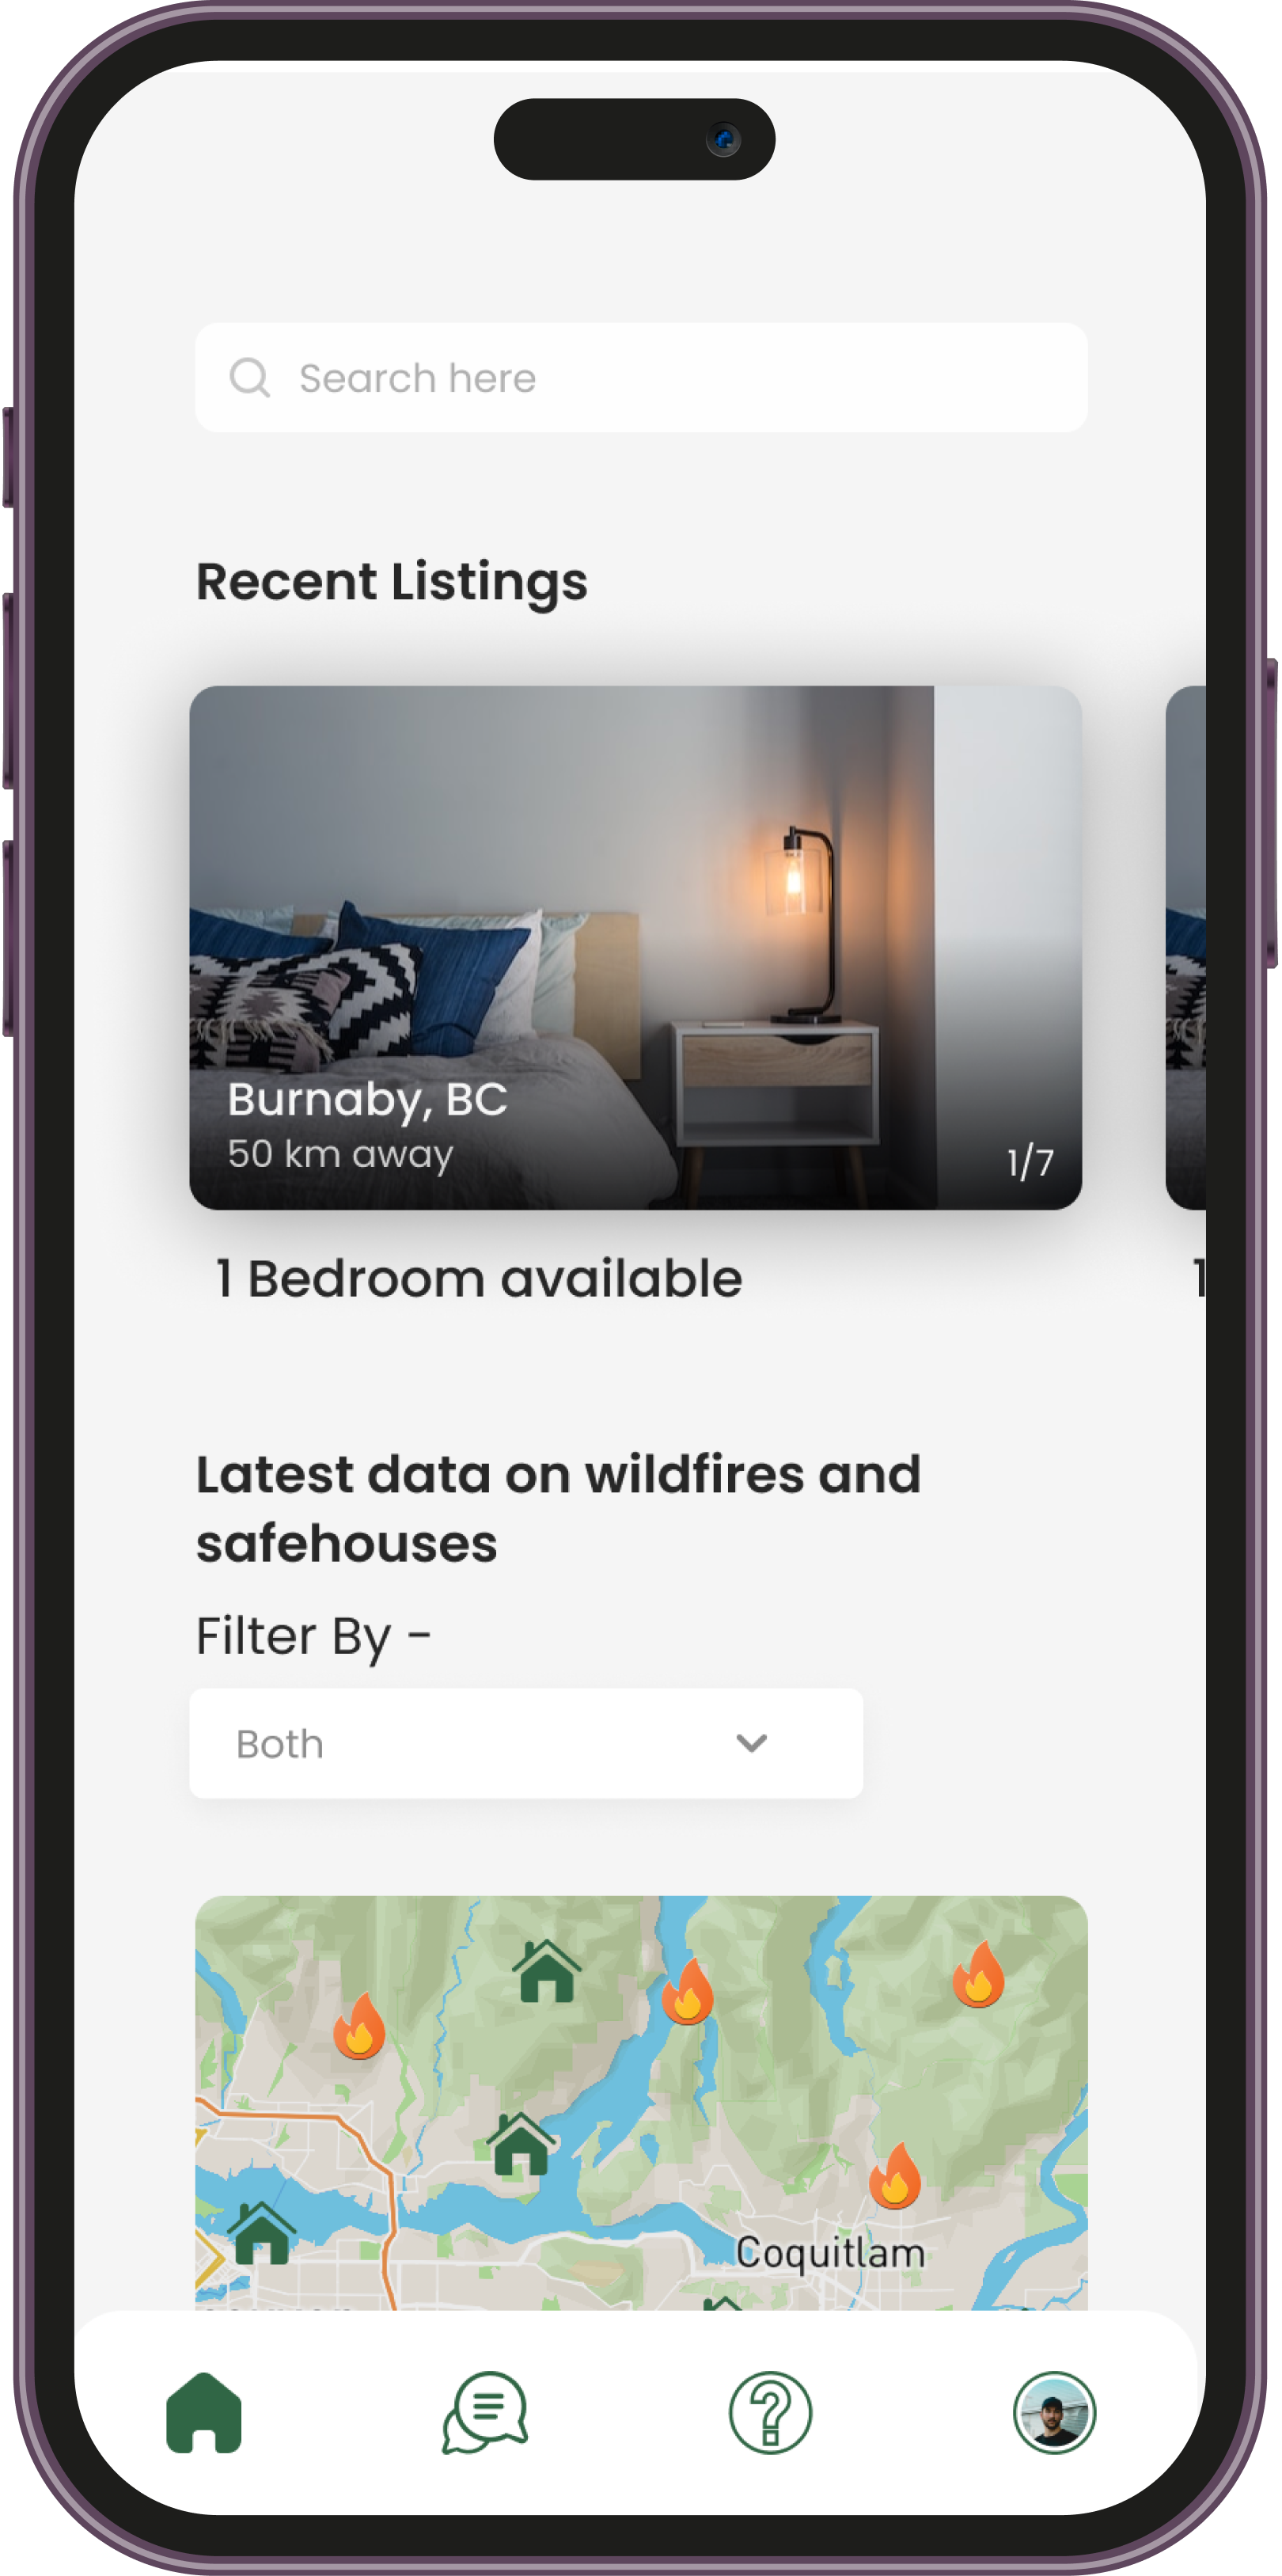 Search here
Recent Listings
Burnaby, BC
50 km away
1/7
1 Bedroom available
1
Latest data on wildfires and
safehouses
Filter By -
Both
Coquitlam